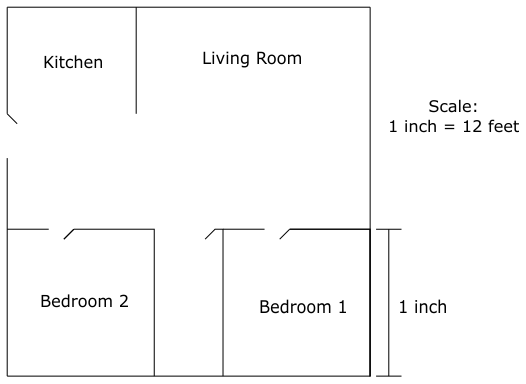 Kitchen
Living Room
Scale:
1 inch = 12 feet
Bedroom 2
Bedroom 1
1 inch